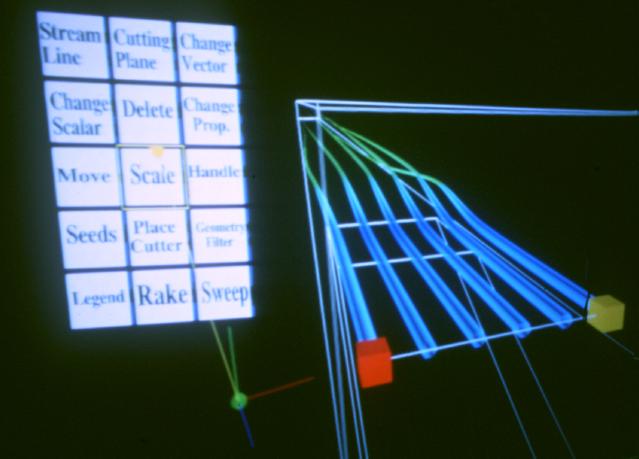 Stream Line
Cutting Plane
Change Vector
Change Scalar
Delete
Change Prop.
Move
Scale
Handle
Seeds
Place Cutter
Geometry Filter
Legend
Rake
Sweep